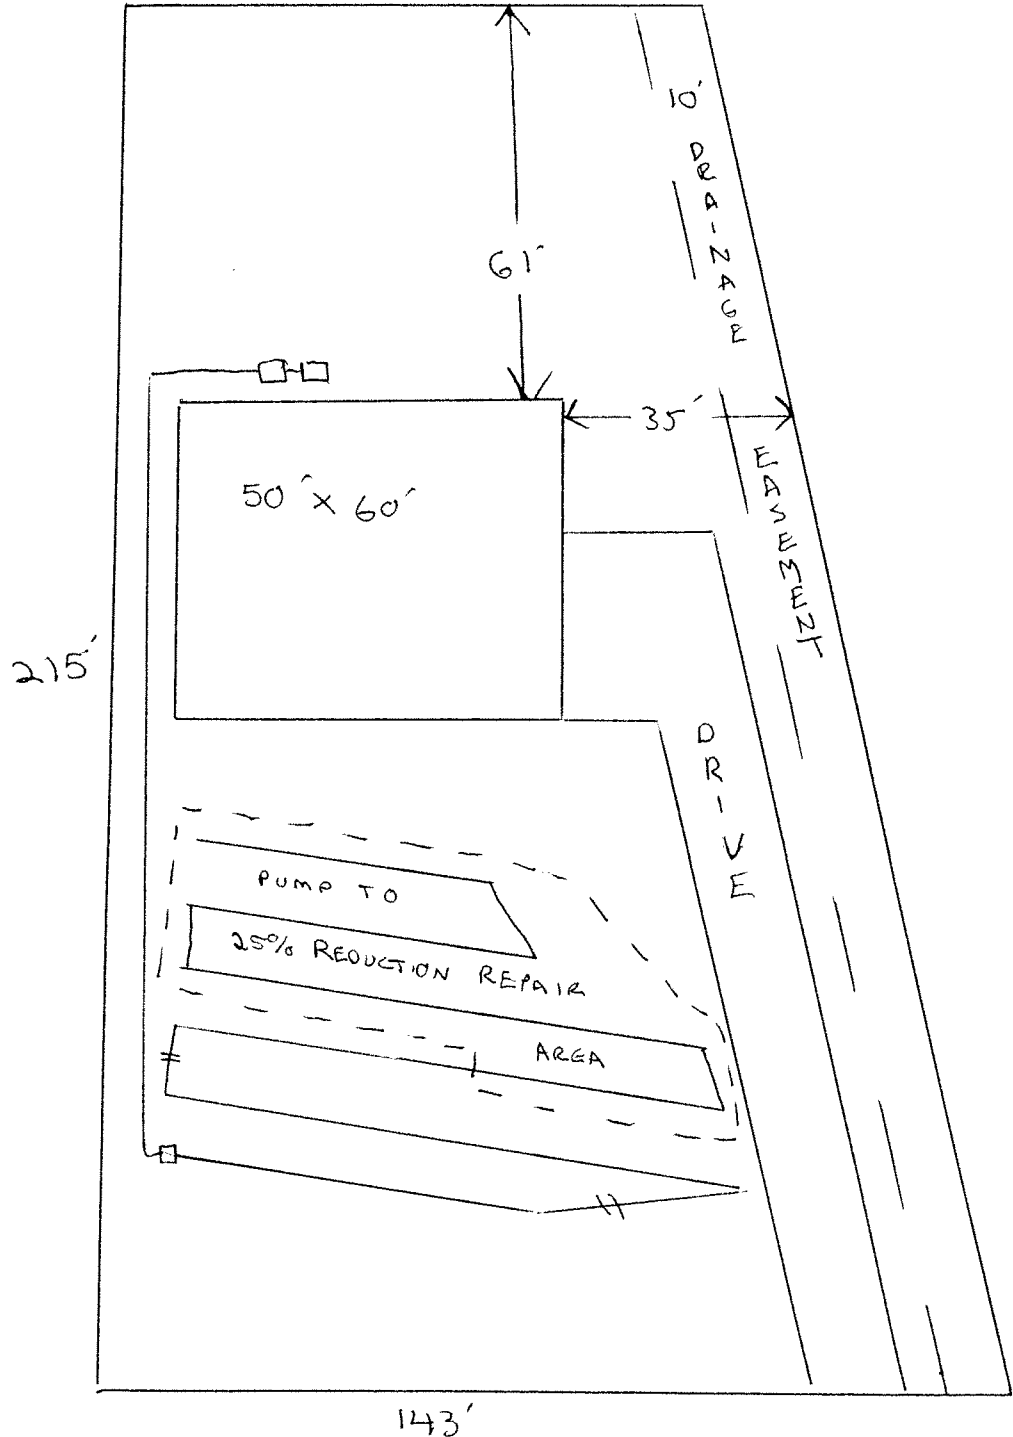 10' DRAINAGE
61'
35'
EASEMENT
50' x 60'
215'
DRIVE
PUMP TO
25% REDUCTION REPAIR
AREA
143'